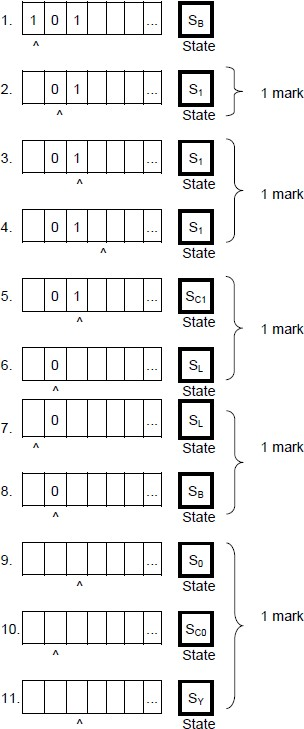 1. 1 0 1 ... S_B
^ State
2. 0 1 ... S_1 1 mark
^ State
3. 0 1 ... S_1
^ State
1 mark
4. 0 1 ... S_1
^ State
5. 0 1 ... S_C1
^ State
1 mark
6. 0 ... S_L
^ State
7. 0 ... S_L
^ State
1 mark
8. 0 ... S_B
^ State
9. ... S_0
^ State
1 mark
10. ... S_C0
^ State
11. ... S_Y
^ State